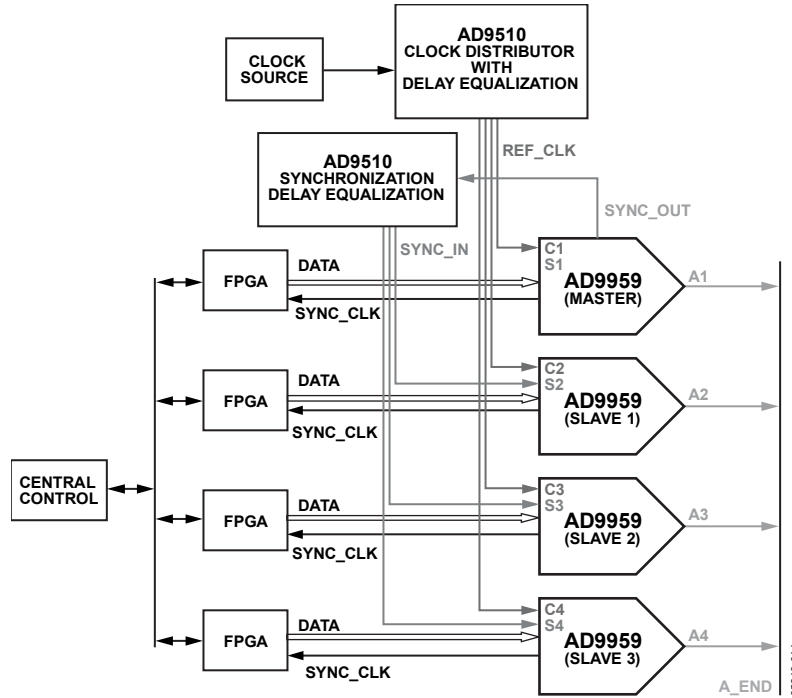 AD9510
CLOCK DISTRIBUTOR
WITH
DELAY EQUALIZATION
CLOCK
SOURCE
REF_CLK
AD9510
SYNCHRONIZATION
DELAY EQUALIZATION
SYNC_OUT
SYNC_IN
C1
S1
FPGA
DATA
SYNC_CLK
AD9959
(MASTER)
A1
C2
S2
FPGA
DATA
SYNC_CLK
AD9959
(SLAVE 1)
A2
CENTRAL
CONTROL
C3
S3
FPGA
DATA
SYNC_CLK
AD9959
(SLAVE 2)
A3
C4
S4
FPGA
DATA
SYNC_CLK
AD9959
(SLAVE 3)
A4
A_END